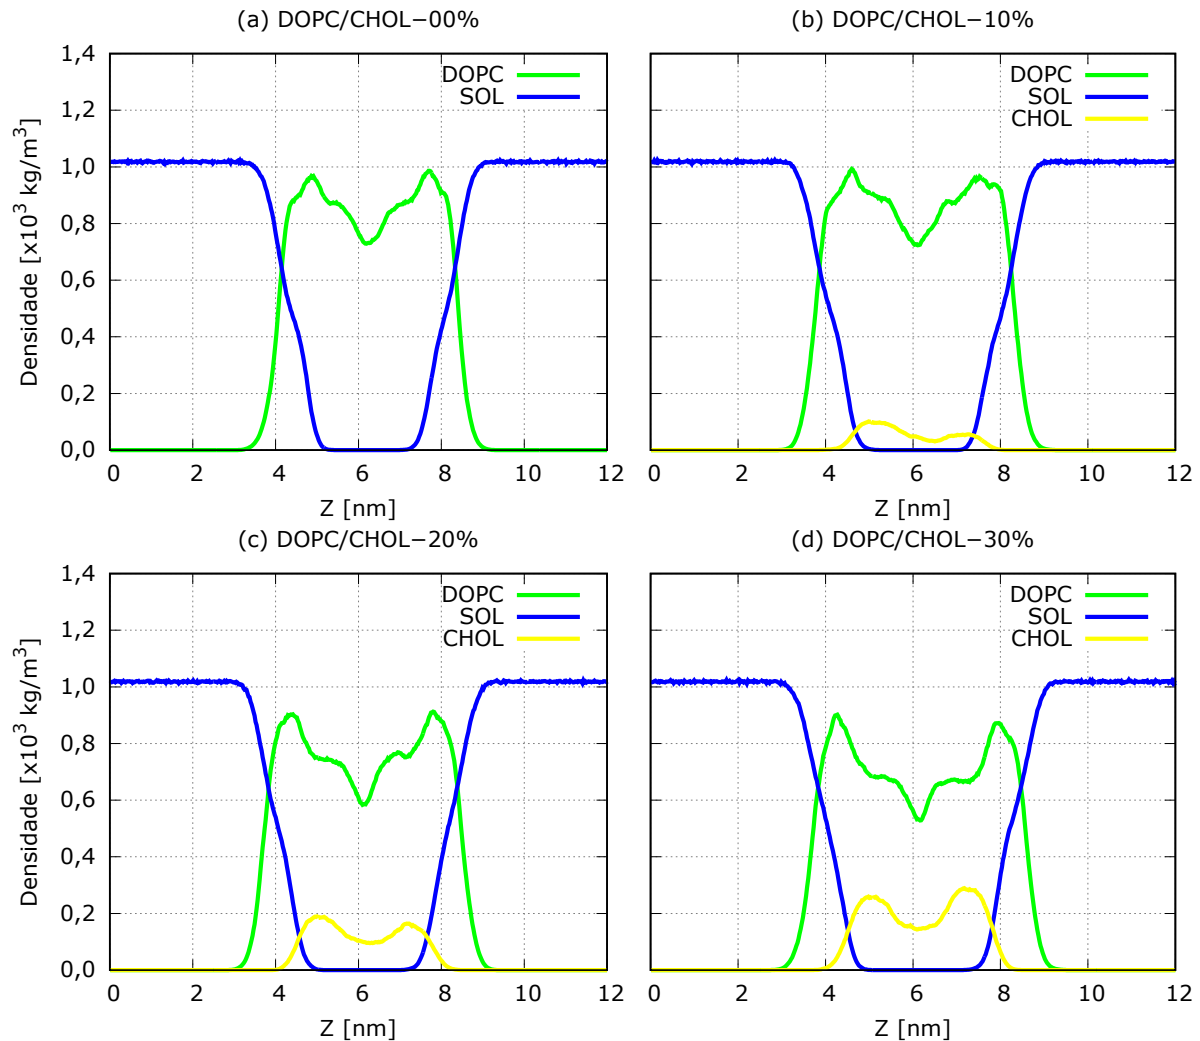 (a) DOPC/CHOL−00%
(b) DOPC/CHOL−10%
1,4
1,2
1,0
0,8
0,6
0,4
0,2
0,0
Densidade [x10³ kg/m³]
DOPC
SOL
0 2 4 6 8 10 12
Z [nm]
DOPC
SOL
CHOL
0 2 4 6 8 10 12
Z [nm]
(c) DOPC/CHOL−20%
(d) DOPC/CHOL−30%
1,4
1,2
1,0
0,8
0,6
0,4
0,2
0,0
Densidade [x10³ kg/m³]
DOPC
SOL
CHOL
0 2 4 6 8 10 12
Z [nm]
DOPC
SOL
CHOL
0 2 4 6 8 10 12
Z [nm]